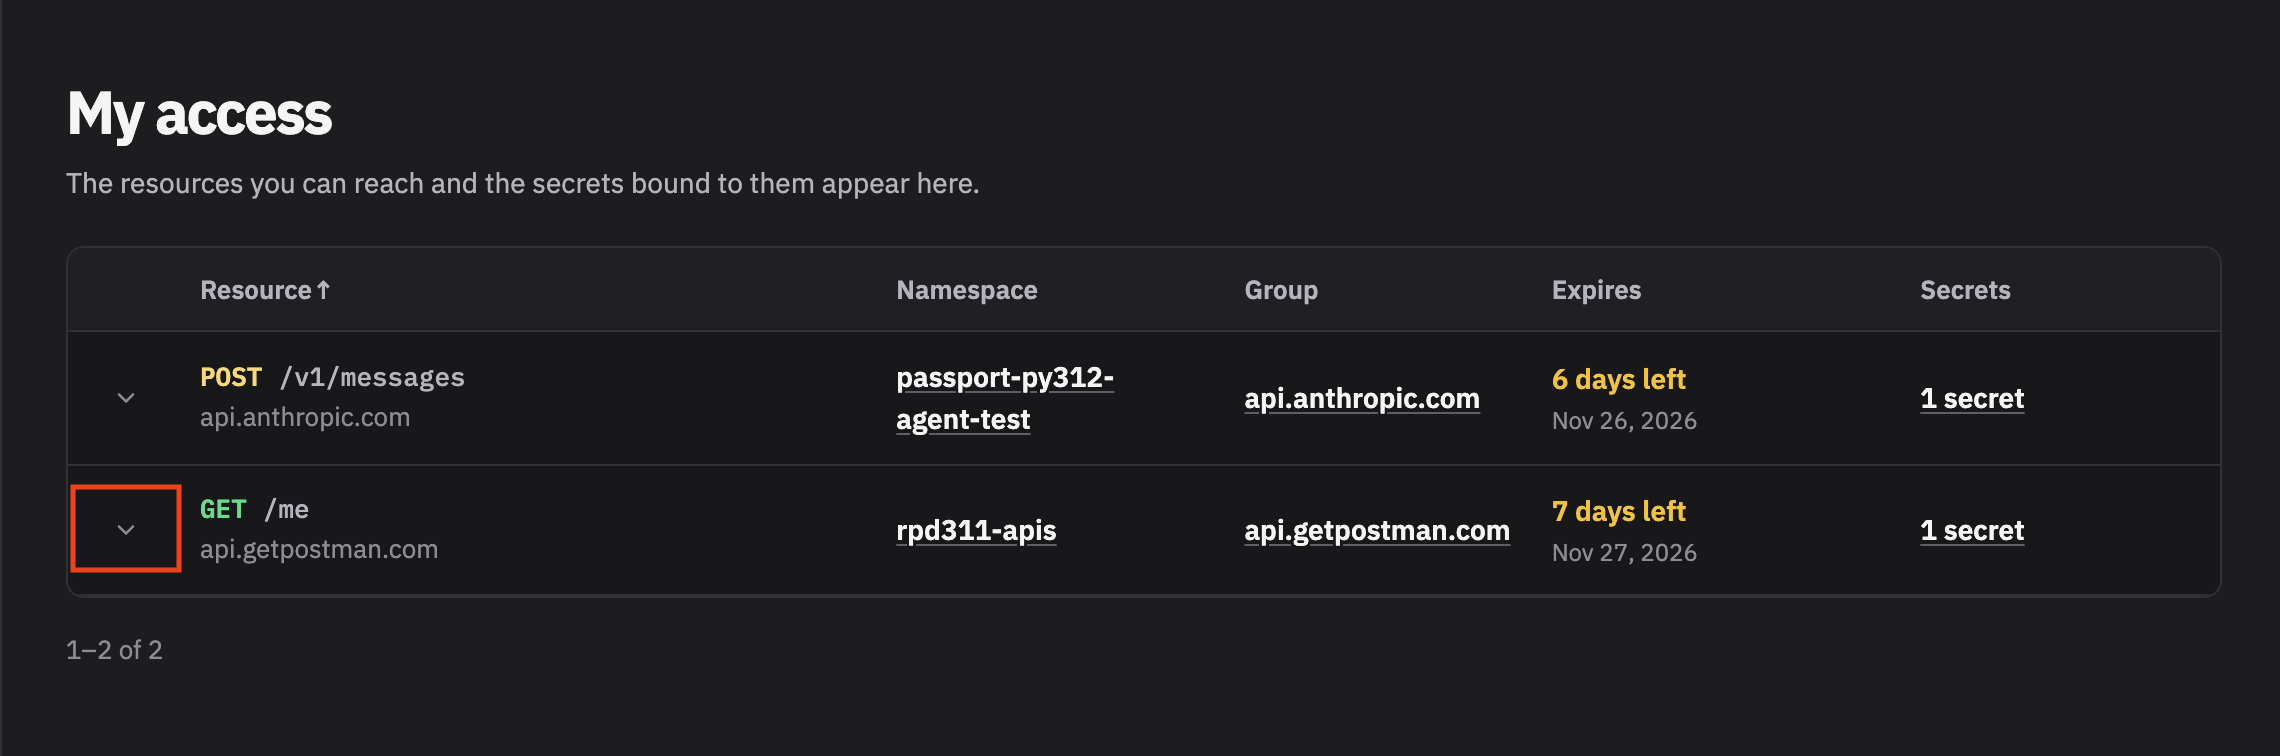 My access
The resources you can reach and the secrets bound to them appear here.
Resource↑ Namespace Group Expires Secrets
POST /v1/messages
api.anthropic.com
passport-py312-
agent-test
api.anthropic.com
6 days left
Nov 26, 2026
1 secret
GET /me
api.getpostman.com
rpd311-apis
api.getpostman.com
7 days left
Nov 27, 2026
1 secret
1–2 of 2